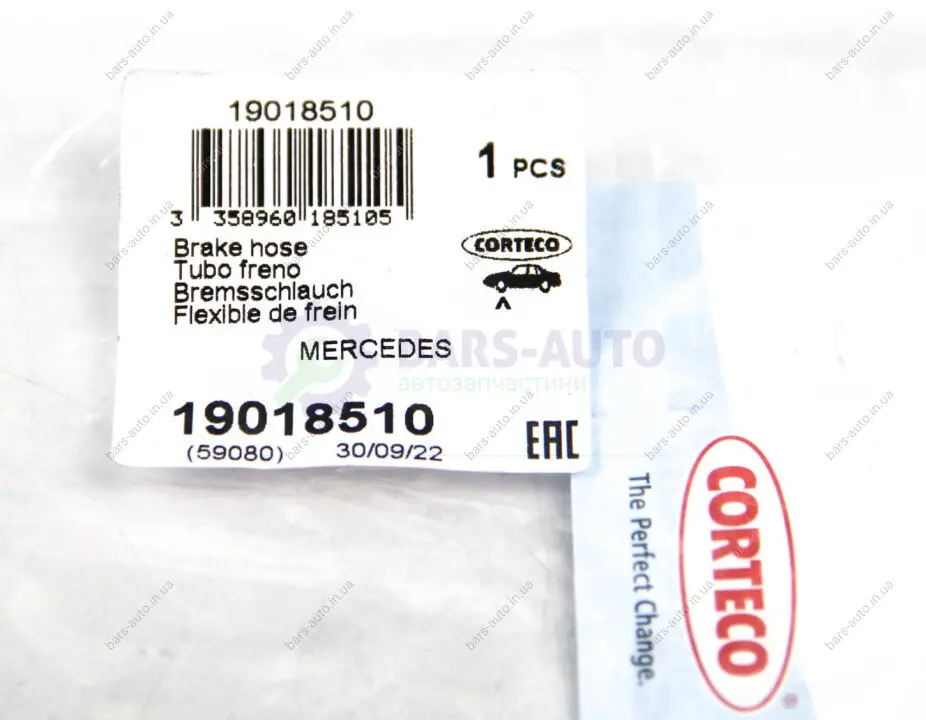 19018510
1 PCS
3 358960 185105
Brake hose
Tubo freno
Bremsschlauch
Flexible de frein
CORTECO
MERCEDES
BARS-AUTO
автозапчастини
19018510
(59080) 30/09/22
EAC
CORTECO
®
The Perfect Change.
bars-auto.in.ua